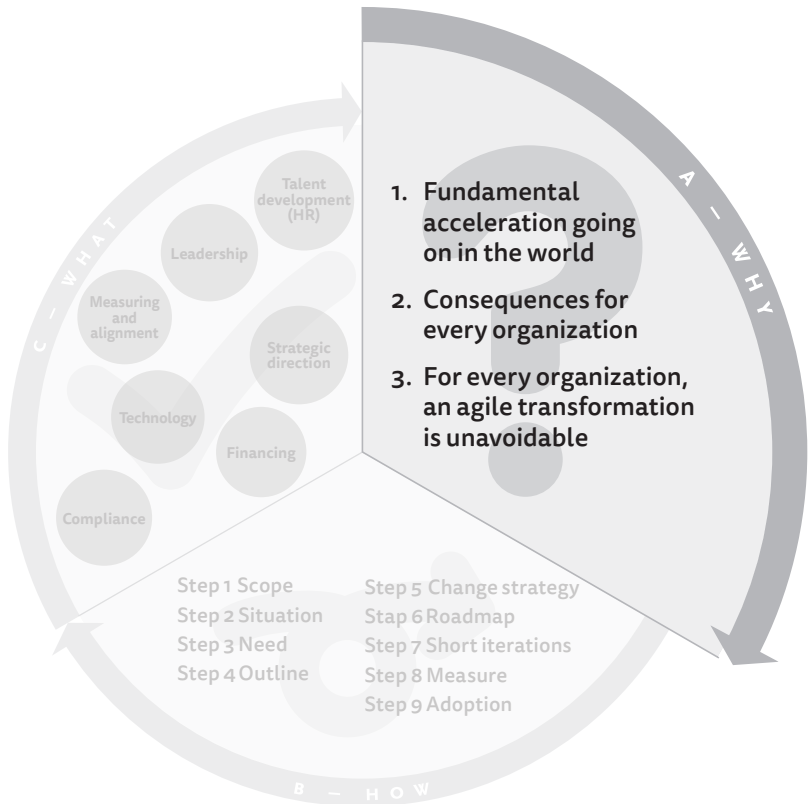 A – WHY
1. Fundamental
acceleration going
on in the world
2. Consequences for
every organization
3. For every organization,
an agile transformation
is unavoidable
B – HOW
Step 1 Scope
Step 2 Situation
Step 3 Need
Step 4 Outline
Step 5 Change strategy
Stap 6 Roadmap
Step 7 Short iterations
Step 8 Measure
Step 9 Adoption
C – WHAT
Talent
development
(HR)
Leadership
Measuring
and
alignment
Strategic
direction
Technology
Financing
Compliance